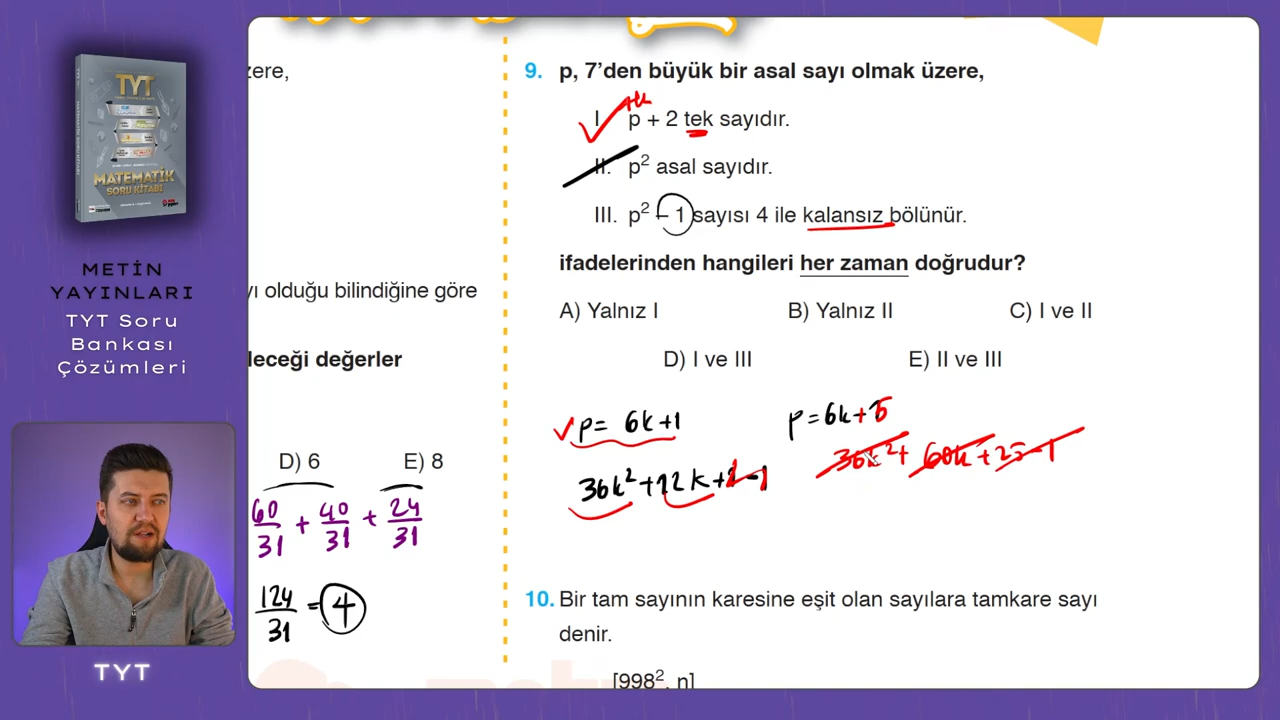 TYT
MATEMATİK
SORU KİTABI
METİN
YAYINLARI
TYT Soru
Bankası
Çözümleri
TYT
zere,
yı olduğu bilindiğine göre
leceği değerler
D) 6 E) 8
60/31 + 40/31 + 24/31
124/31 = 4
9. p, 7'den büyük bir asal sayı olmak üzere,
I. p + 2 tek sayıdır.
II. p² asal sayıdır.
III. p² – 1 sayısı 4 ile kalansız bölünür.
ifadelerinden hangileri her zaman doğrudur?
A) Yalnız I B) Yalnız II C) I ve II
D) I ve III E) II ve III
p= 6k+1 p=6k+5
36k²+ 60k+25-1
36k²+12k+1-1
10. Bir tam sayının karesine eşit olan sayılara tamkare sayı
denir.
[998², n]